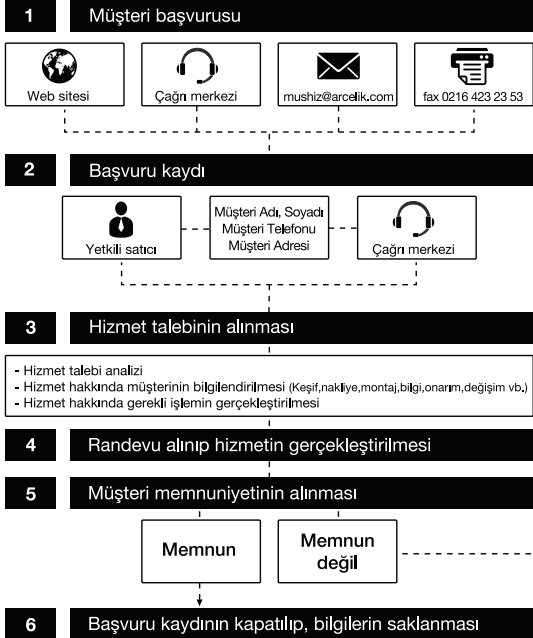 1 Müşteri başvurusu
Web sitesi
Çağrı merkezi
mushiz@arcelik.com
fax 0216 423 23 53
2 Başvuru kaydı
Yetkili satıcı
Müşteri Adı, Soyadı
Müşteri Telefonu
Müşteri Adresi
Çağrı merkezi
3 Hizmet talebinin alınması
- Hizmet talebi analizi
- Hizmet hakkında müşterinin bilgilendirilmesi (Keşif,nakliye,montaj,bilgi,onarım,değişim vb.)
- Hizmet hakkında gerekli işlemin gerçekleştirilmesi
4 Randevu alınıp hizmetin gerçekleştirilmesi
5 Müşteri memnuniyetinin alınması
Memnun
Memnun
değil
6 Başvuru kaydının kapatılıp, bilgilerin saklanması